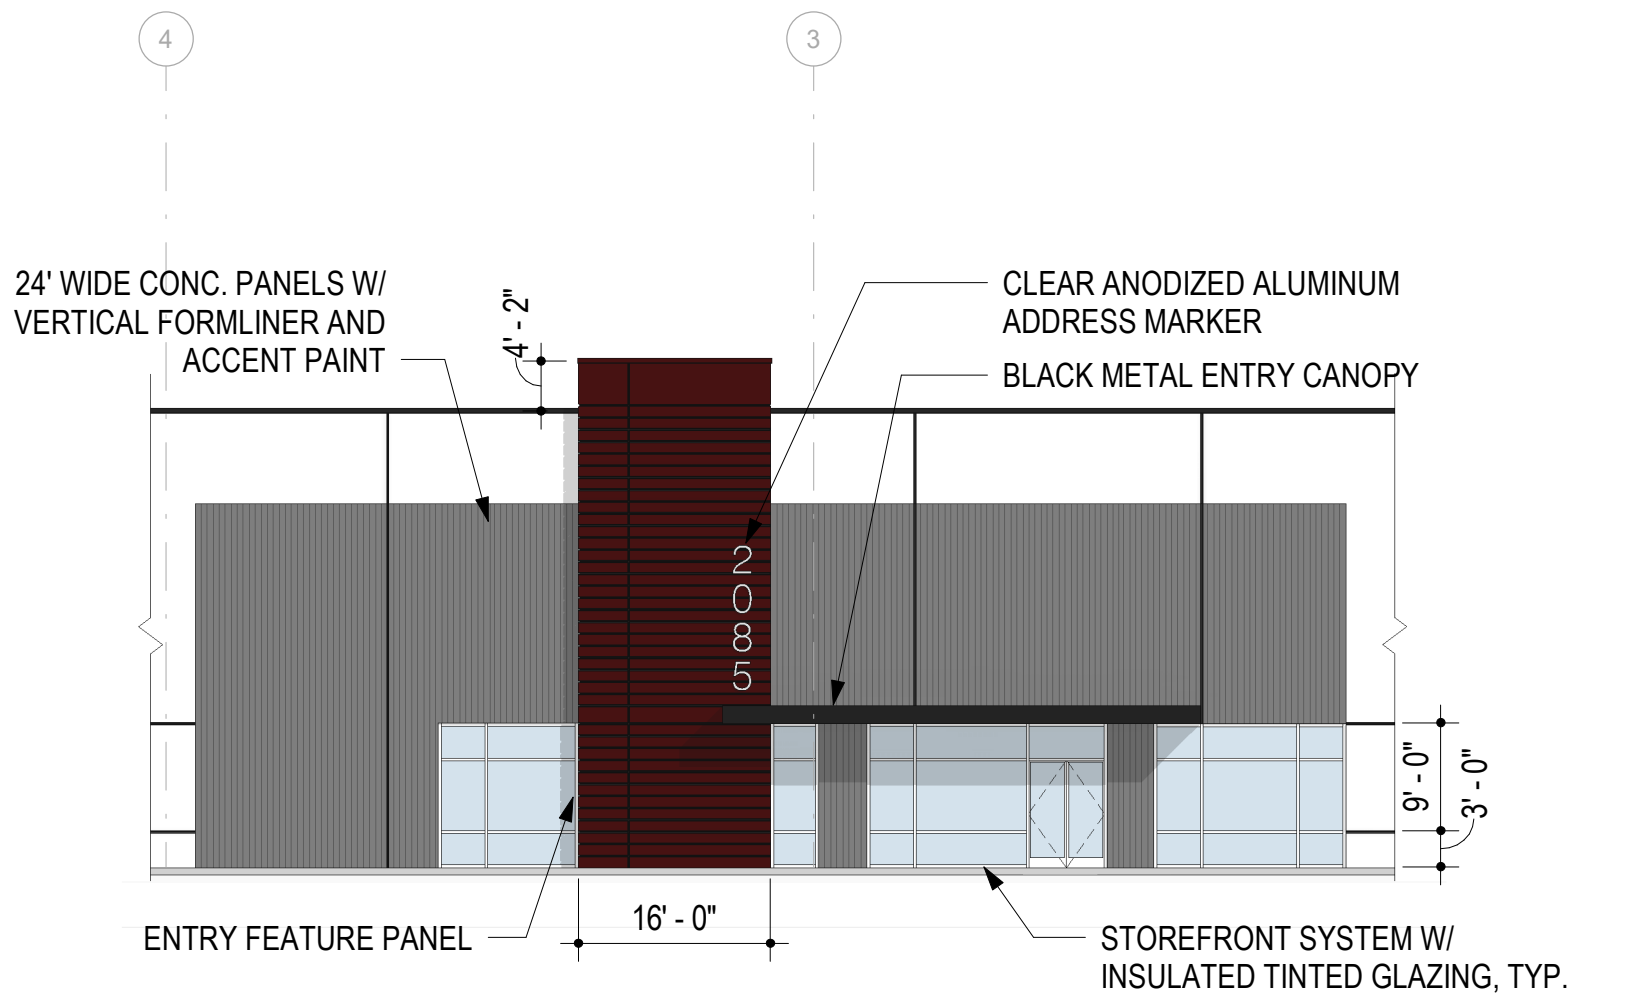 4
3
24' WIDE CONC. PANELS W/
VERTICAL FORMLINER AND
ACCENT PAINT
4' - 2"
CLEAR ANODIZED ALUMINUM
ADDRESS MARKER
BLACK METAL ENTRY CANOPY
2
0
8
5
9' - 0"
3' - 0"
ENTRY FEATURE PANEL
16' - 0"
STOREFRONT SYSTEM W/
INSULATED TINTED GLAZING, TYP.